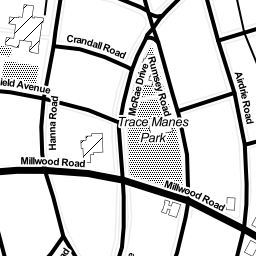 Crandall Road
McRae Drive
Rumsey Road
Airdrie Road
ield Avenue
Hanna Road
Trace Manes
Park
Millwood Road
Millwood Road